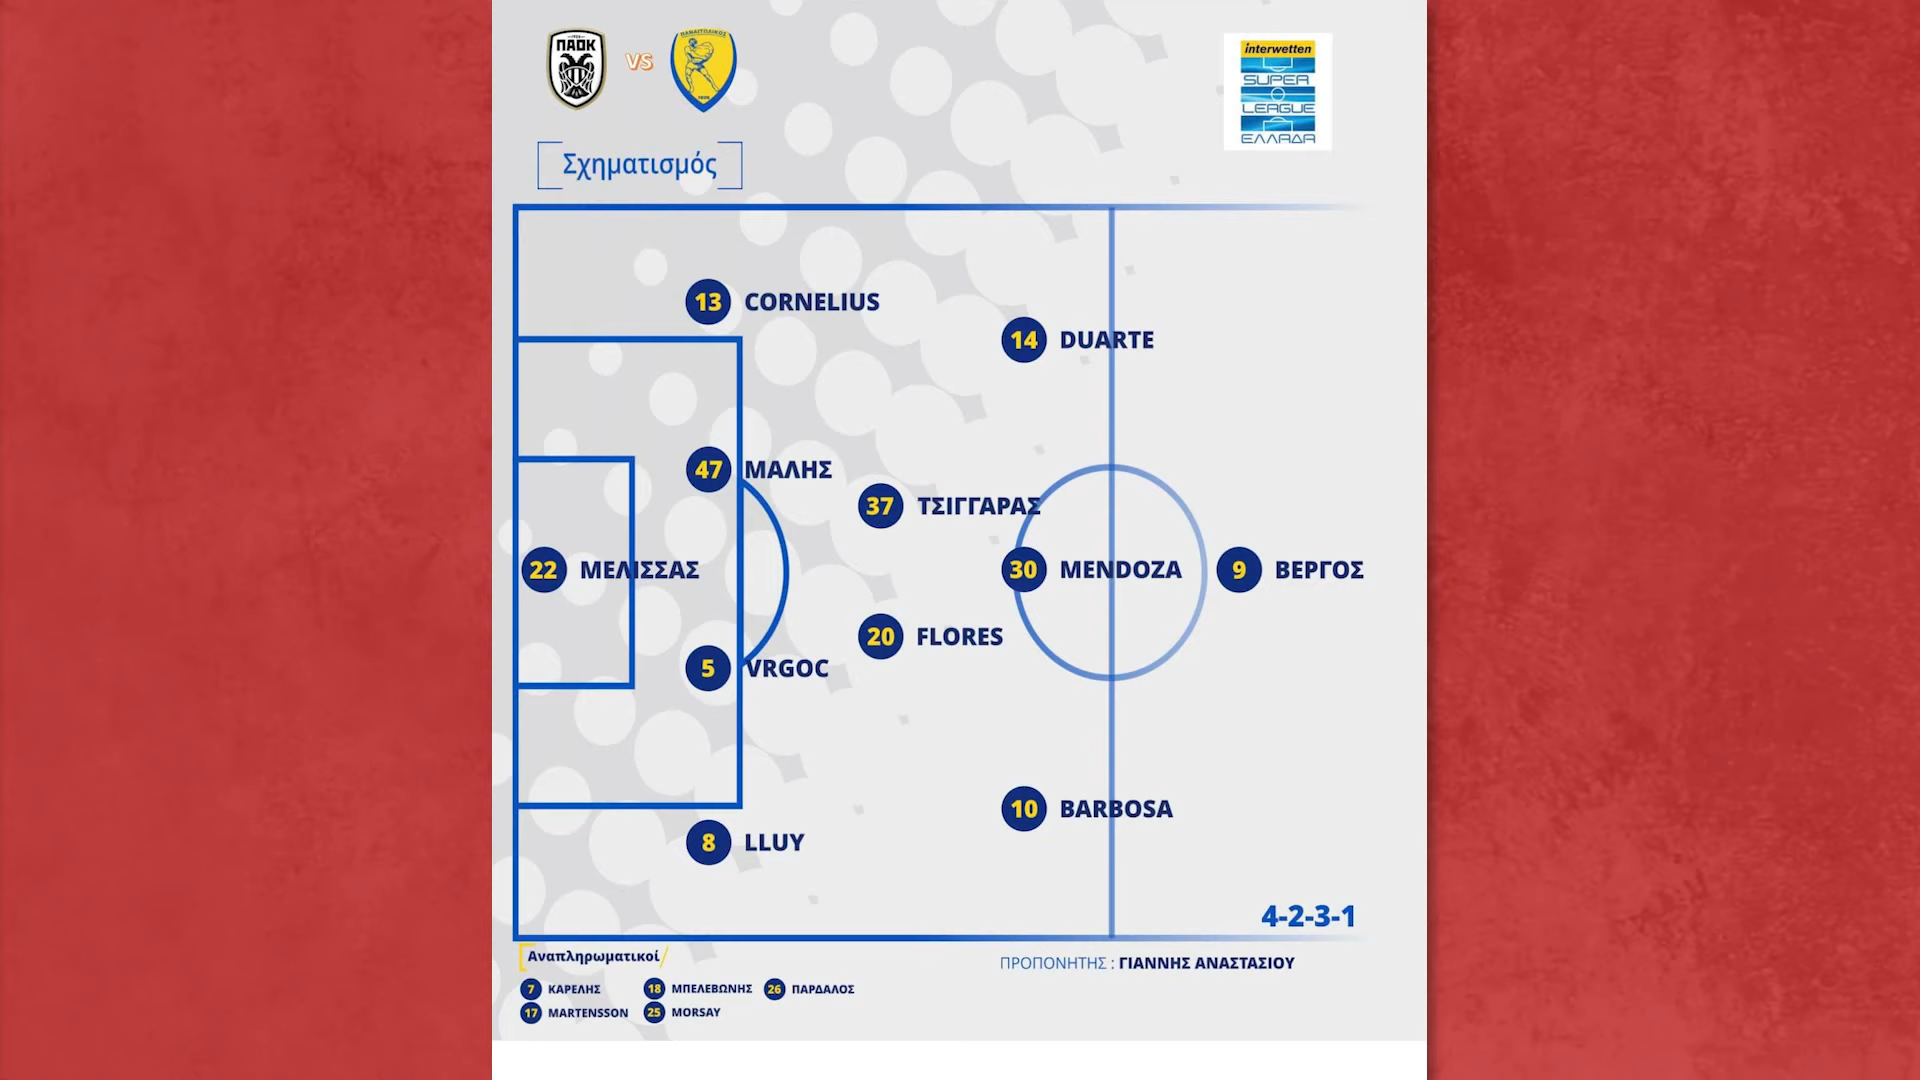 ΠΑΟΚ
VS
ΠΑΝΑΙΤΩΛΙΚΟΣ
interwetten
SUPER
LEAGUE
ΕΛΛΑΔΑ
Σχηματισμός
13 CORNELIUS
14 DUARTE
47 ΜΑΛΗΣ
37 ΤΣΙΓΓΑΡΑΣ
22 ΜΕΛΙΣΣΑΣ
30 MENDOZA
9 ΒΕΡΓΟΣ
20 FLORES
5 VRGOC
10 BARBOSA
8 LLUY
4-2-3-1
Αναπληρωματικοί
ΠΡΟΠΟΝΗΤΗΣ : ΓΙΑΝΝΗΣ ΑΝΑΣΤΑΣΙΟΥ
7 ΚΑΡΕΛΗΣ 18 ΜΠΕΛΕΒΩΝΗΣ 26 ΠΑΡΔΑΛΟΣ
17 MARTENSSON 25 MORSAY